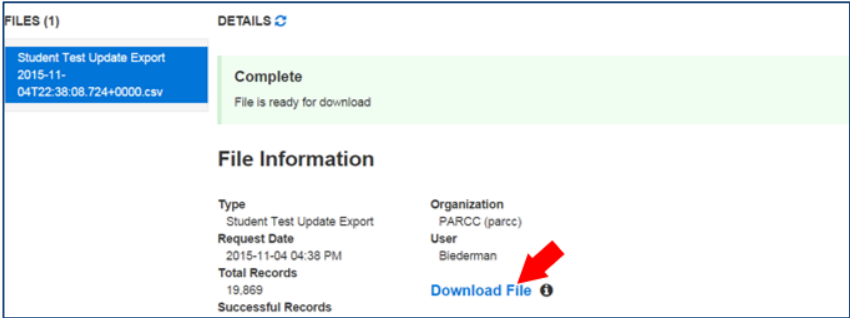 FILES (1)
Student Test Update Export
2015-11-
04T22:38:08.724+0000.csv
DETAILS
Complete
File is ready for download
File Information
Type
Student Test Update Export
Request Date
2015-11-04 04:38 PM
Total Records
19,869
Successful Records
Organization
PARCC (parcc)
User
Biederman
Download File